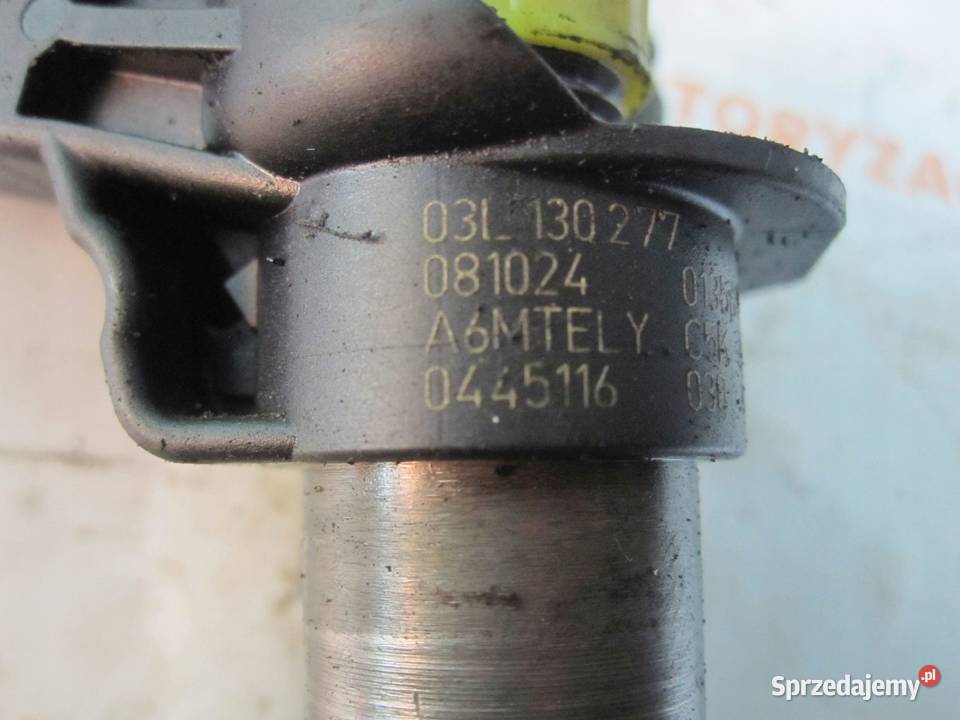 03L 130 277
081024
A6MTELY
0445116
Sprzedajemy.pl